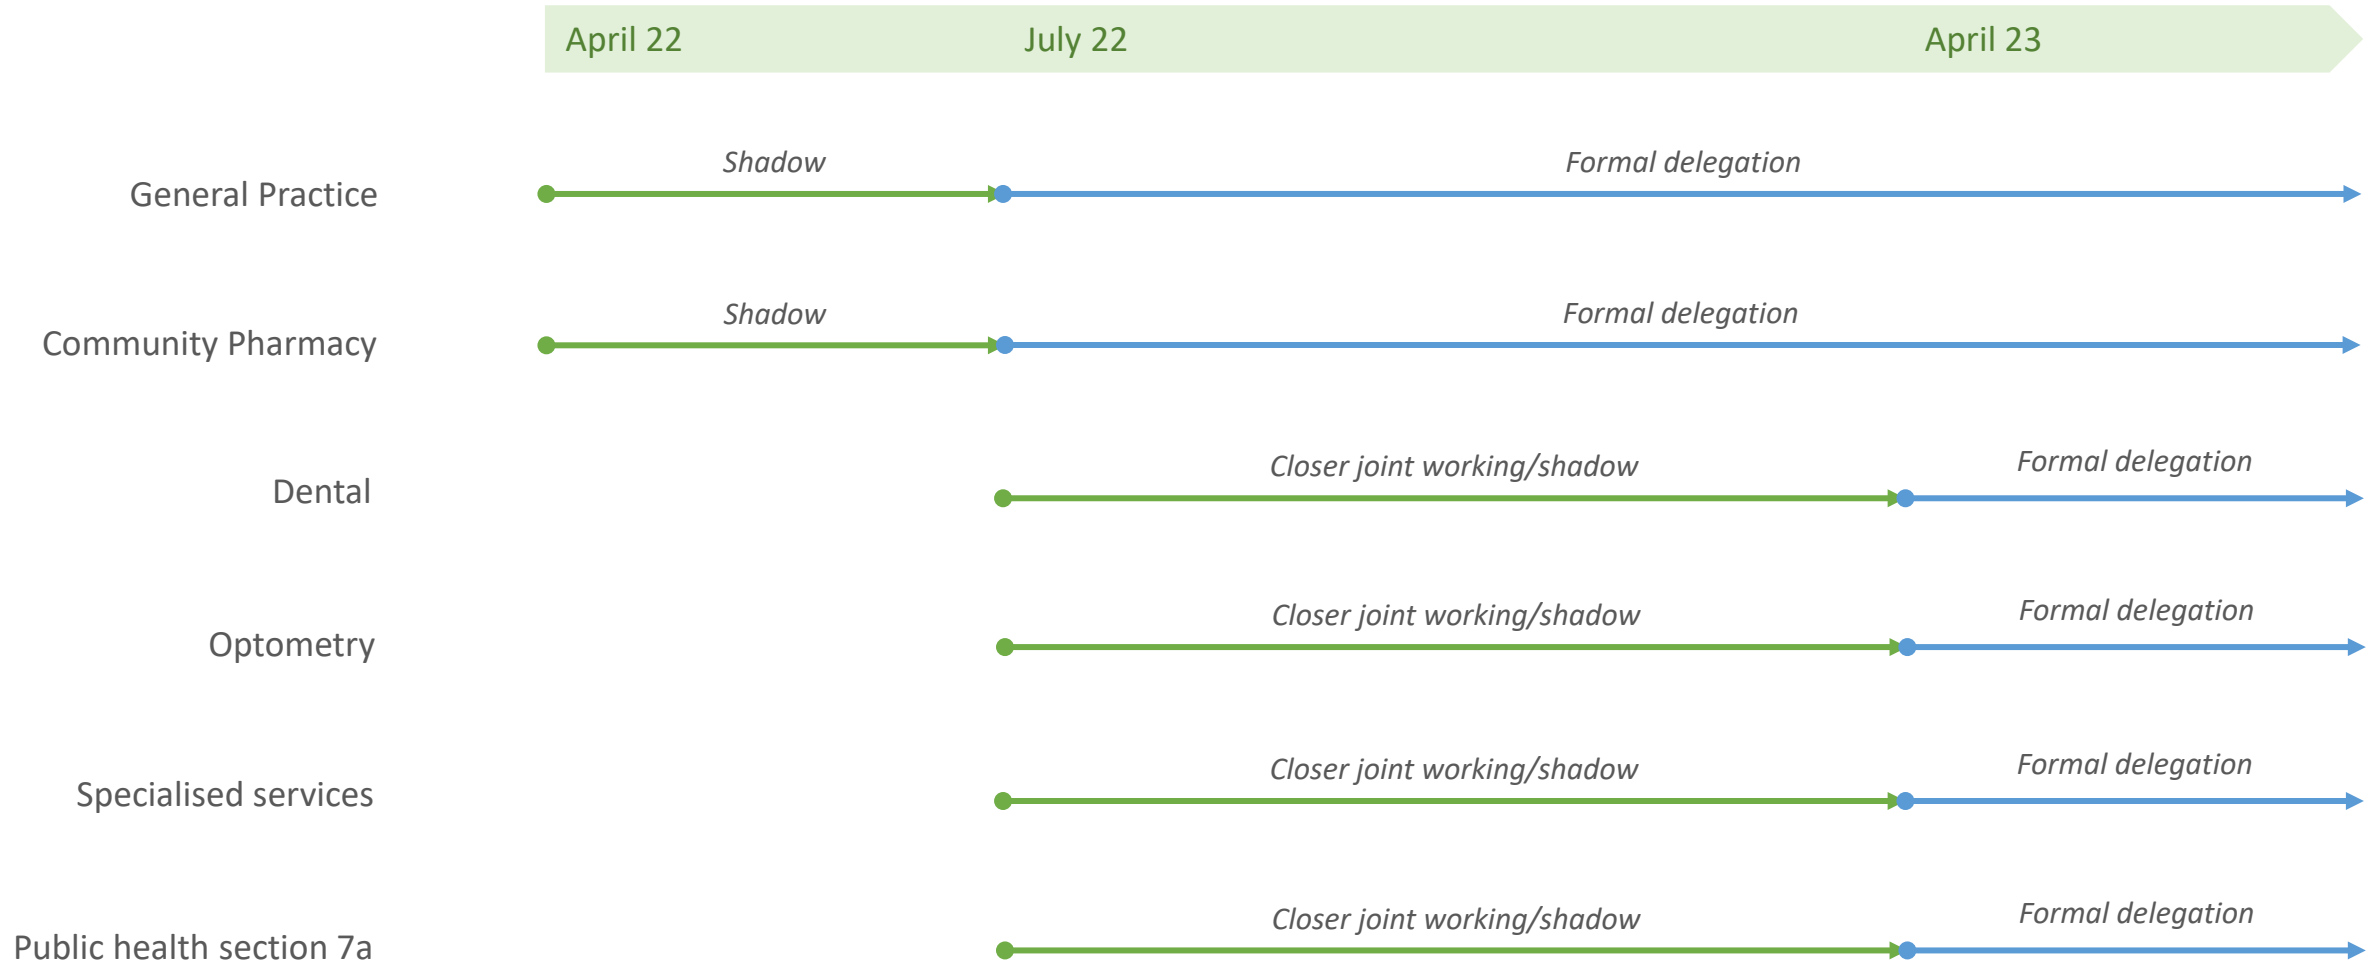 April 22 July 22 April 23
Shadow Formal delegation
General Practice
Shadow Formal delegation
Community Pharmacy
Closer joint working/shadow Formal delegation
Dental
Closer joint working/shadow Formal delegation
Optometry
Closer joint working/shadow Formal delegation
Specialised services
Closer joint working/shadow Formal delegation
Public health section 7a